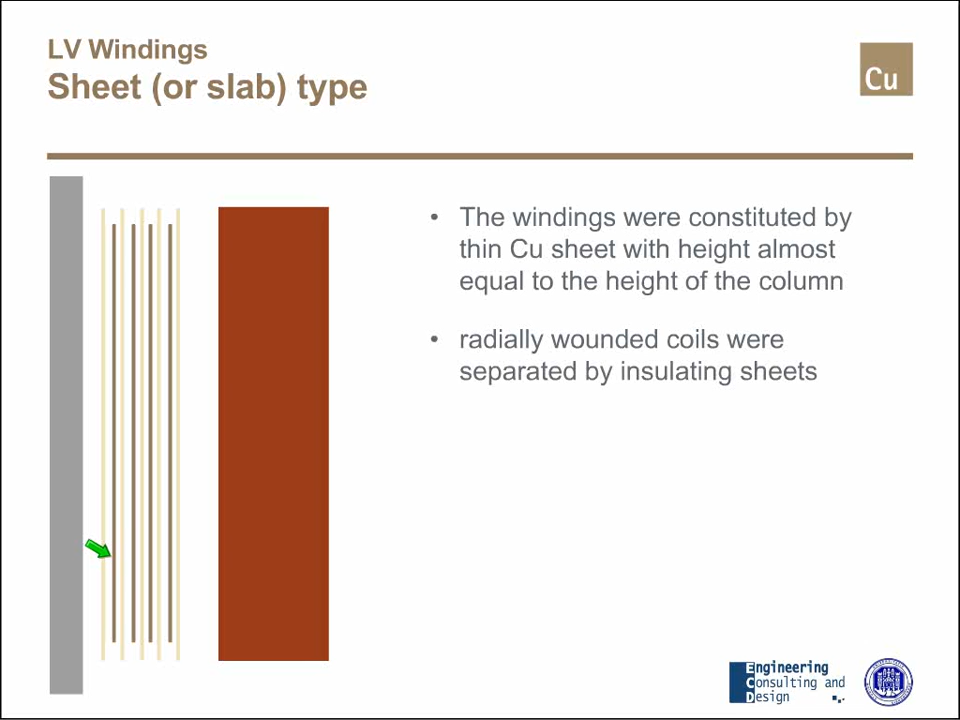 LV Windings
Sheet (or slab) type
Cu
• The windings were constituted by
thin Cu sheet with height almost
equal to the height of the column
• radially wounded coils were
separated by insulating sheets
Engineering
Consulting and
Design